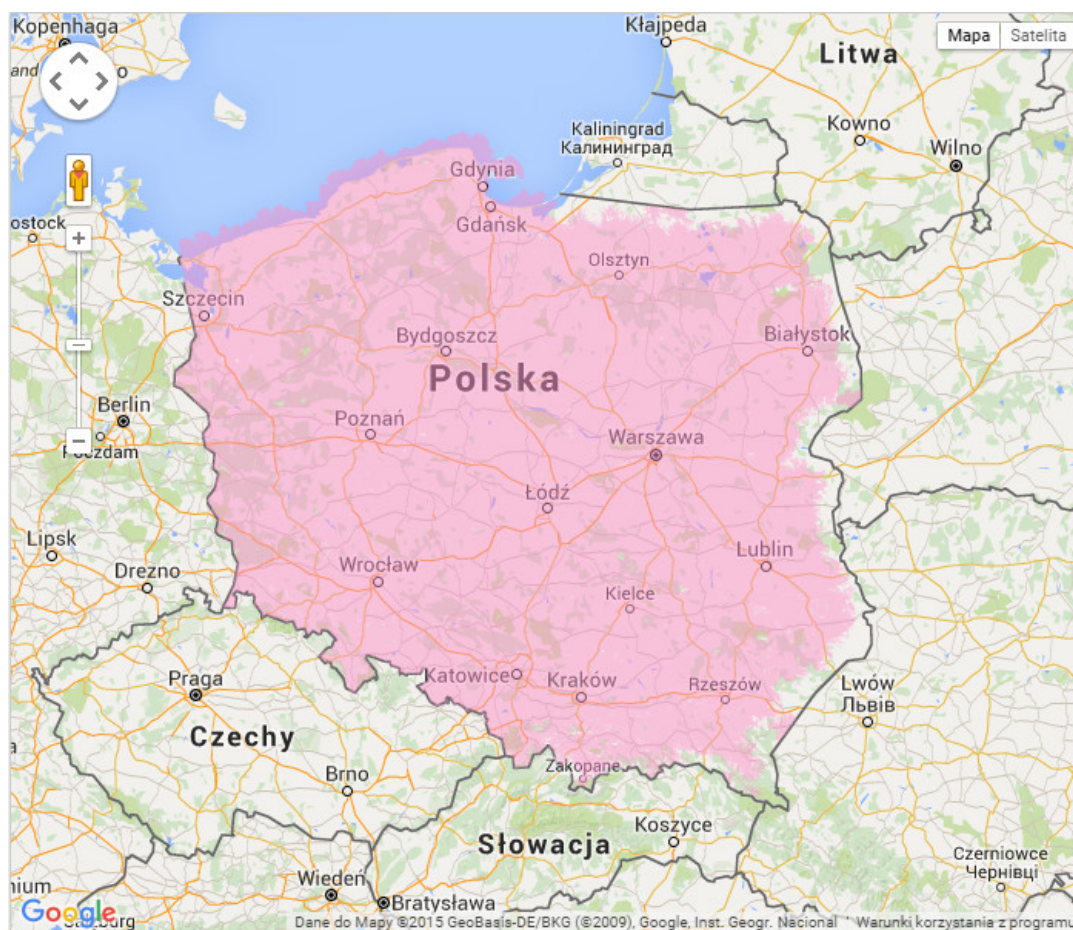 Kopenhaga
Kłajpeda
Mapa
Satelita
Litwa
Kaliningrad
Калининград
Kowno
Wilno
Gdynia
Gdańsk
ostock
Olsztyn
Szczecin
Bydgoszcz
Białystok
Polska
Berlin
Poczdam
Poznań
Warszawa
Łódź
Lipsk
Drezno
Wrocław
Lublin
Kielce
Praga
Katowice
Kraków
Rzeszów
Lwów
Львів
Czechy
Zakopane
Brno
Słowacja
Koszyce
Czerniowce
Чернівці
nium
Wiedeń
Bratysława
Google
Dane do Mapy ©2015 GeoBasis-DE/BKG (©2009), Google, Inst. Geogr. Nacional
Warunki korzystania z programu